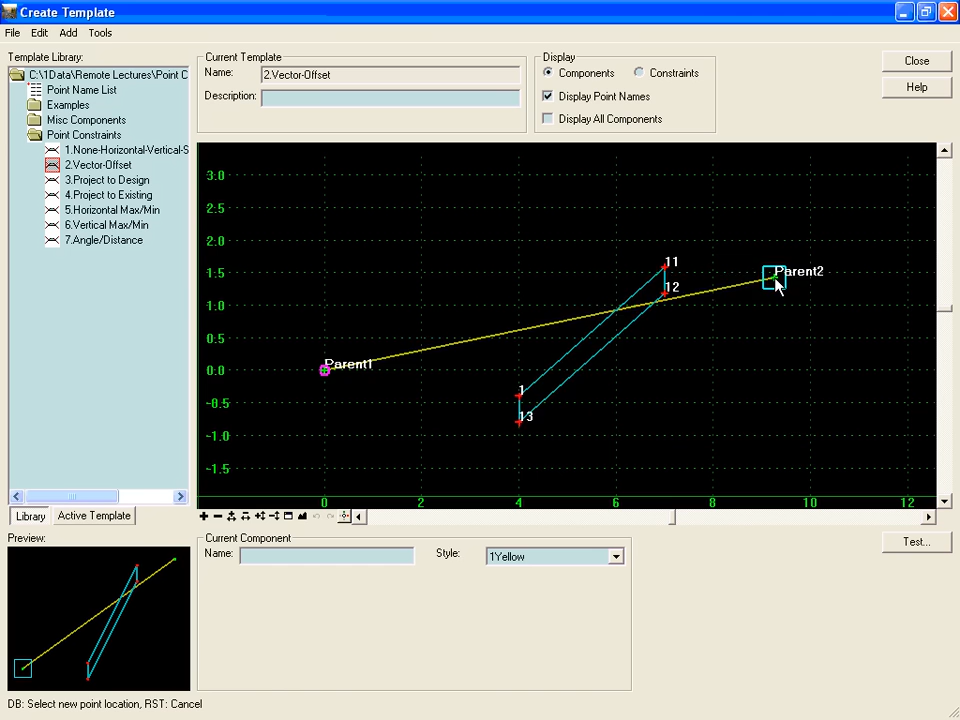 Create Template
File Edit Add Tools
Template Library:
C:\1Data\Remote Lectures\Point C
Point Name List
Examples
Misc Components
Point Constraints
1.None-Horizontal-Vertical-S
2.Vector-Offset
3.Project to Design
4.Project to Existing
5.Horizontal Max/Min
6.Vertical Max/Min
7.Angle/Distance
Library Active Template
Preview:
Current Template
Name: 2.Vector-Offset
Description:
Display
Components Constraints
Display Point Names
Display All Components
Close
Help
3.0
2.5
2.0
1.5
1.0
0.5
0.0
-0.5
-1.0
-1.5
0 2 4 6 8 10 12
11
Parent2
12
Parent1
1
13
Current Component
Name: Style: 1Yellow
Test...
DB: Select new point location, RST: Cancel